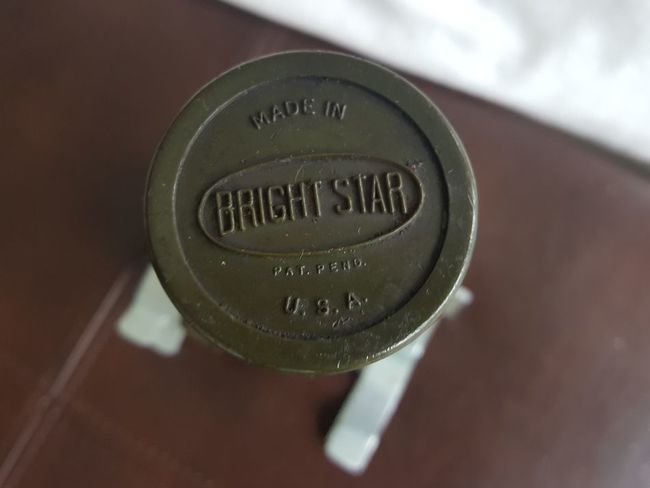 MADE IN
BRIGHT STAR
PAT. PEND.
U. S. A.